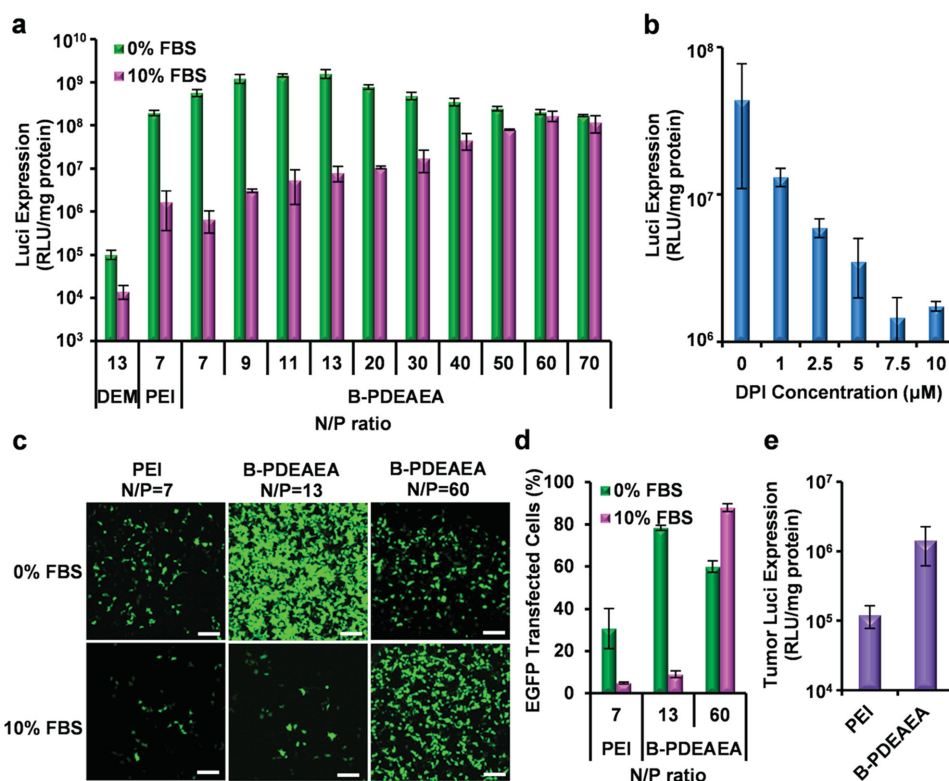 a
10^10
10^9
10^8
10^7
10^6
10^5
10^4
10^3
Luci Expression
(RLU/mg protein)
0% FBS
10% FBS
13 7 7 9 11 13 20 30 40 50 60 70
DEM PEI B-PDEAEA
N/P ratio
b
10^8
10^7
10^6
Luci Expression
(RLU/mg protein)
0 1 2.5 5 7.5 10
DPI Concentration (µM)
c
PEI B-PDEAEA B-PDEAEA
N/P=7 N/P=13 N/P=60
0% FBS
10% FBS
d
EGFP Transfected Cells (%)
100
80
60
40
20
0
0% FBS
10% FBS
7 13 60
PEI B-PDEAEA
N/P ratio
e
Tumor Luci Expression
(RLU/mg protein)
10^7
10^6
10^5
10^4
PEI
B-PDEAEA